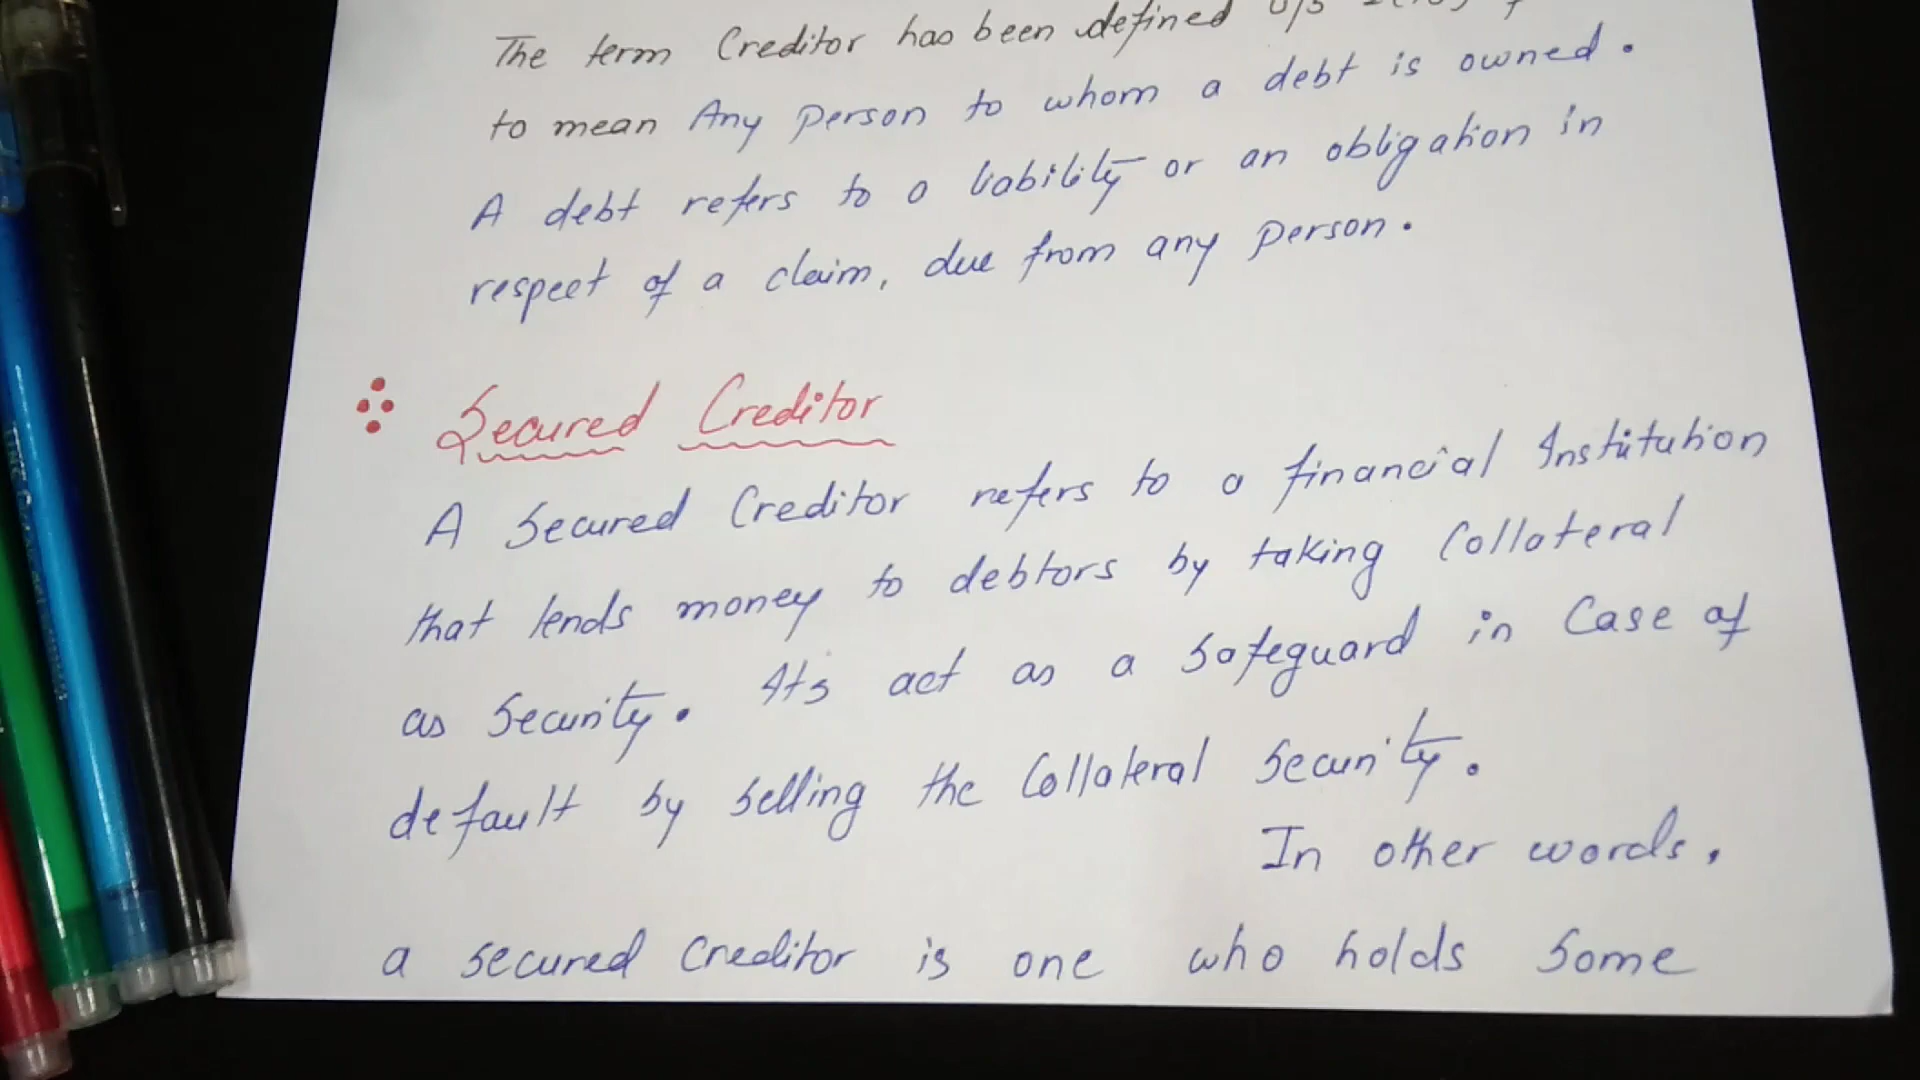 The term Creditor has been defined U/S
to mean Any Person to whom a debt is owned.
A debt refers to a liability or an obligation in
respect of a claim, due from any person.
Secured Creditor
A Secured Creditor refers to a financial Institution
that lends money to debtors by taking Collateral
as Security. Its act as a Safeguard in Case of
default by Selling the Collateral Security.
In other words,
a secured Creditor is one who holds Some